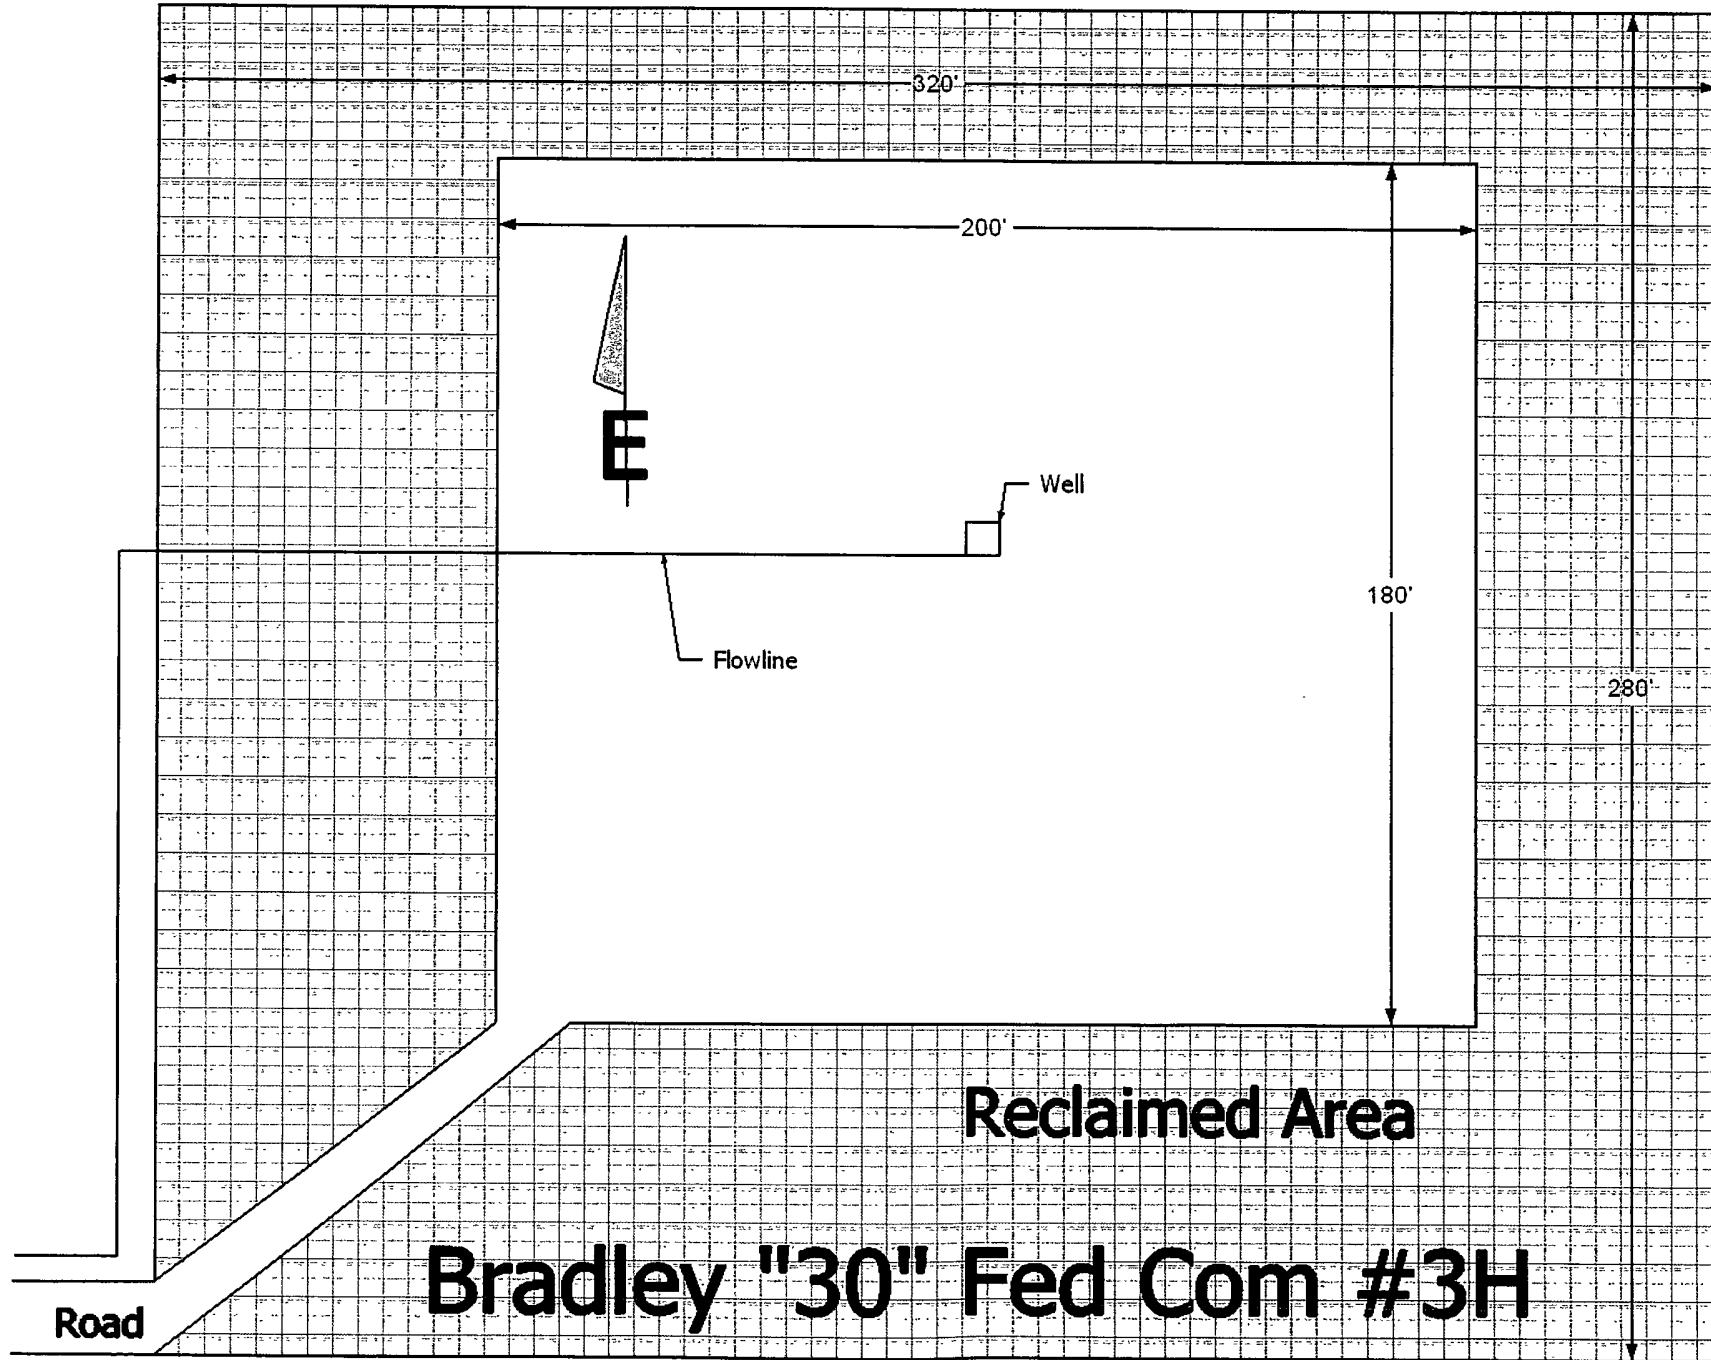 320'
200'
E
Well
180'
Flowline
280'
Reclaimed Area
Bradley "30" Fed Com #3H
Road